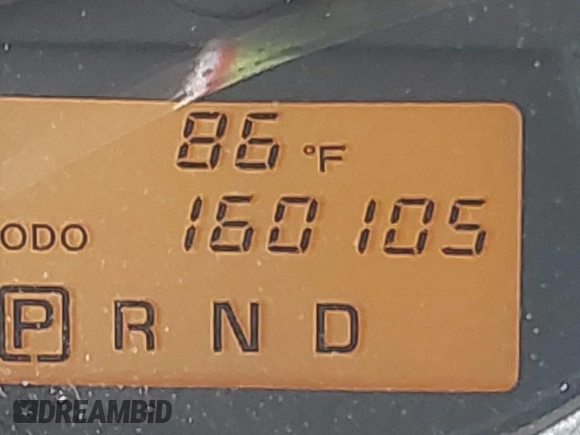 86 °F
ODO 160105
P R N D
DREAMBID